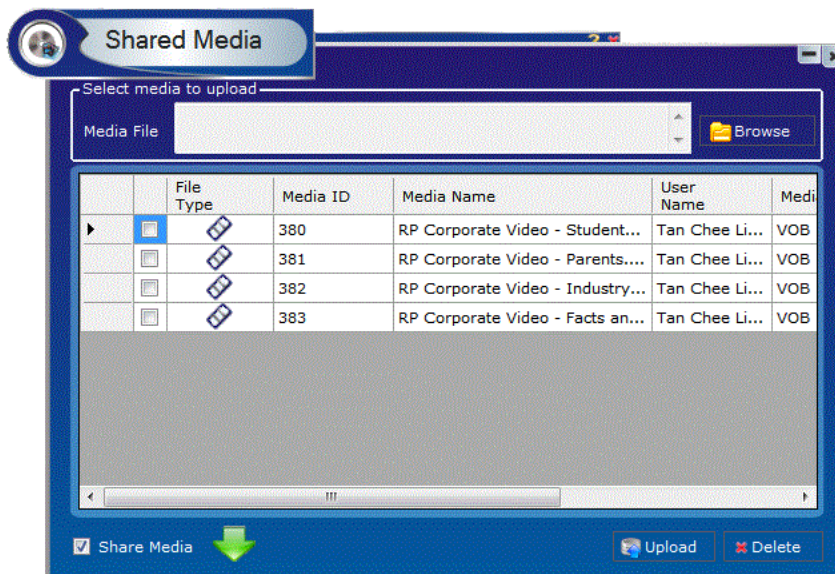 Shared Media
Select media to upload
Media File
Browse
File Type Media ID Media Name User Name Medi
380 RP Corporate Video - Student... Tan Chee Li... VOB
381 RP Corporate Video - Parents.... Tan Chee Li... VOB
382 RP Corporate Video - Industry... Tan Chee Li... VOB
383 RP Corporate Video - Facts an... Tan Chee Li... VOB
Share Media Upload Delete